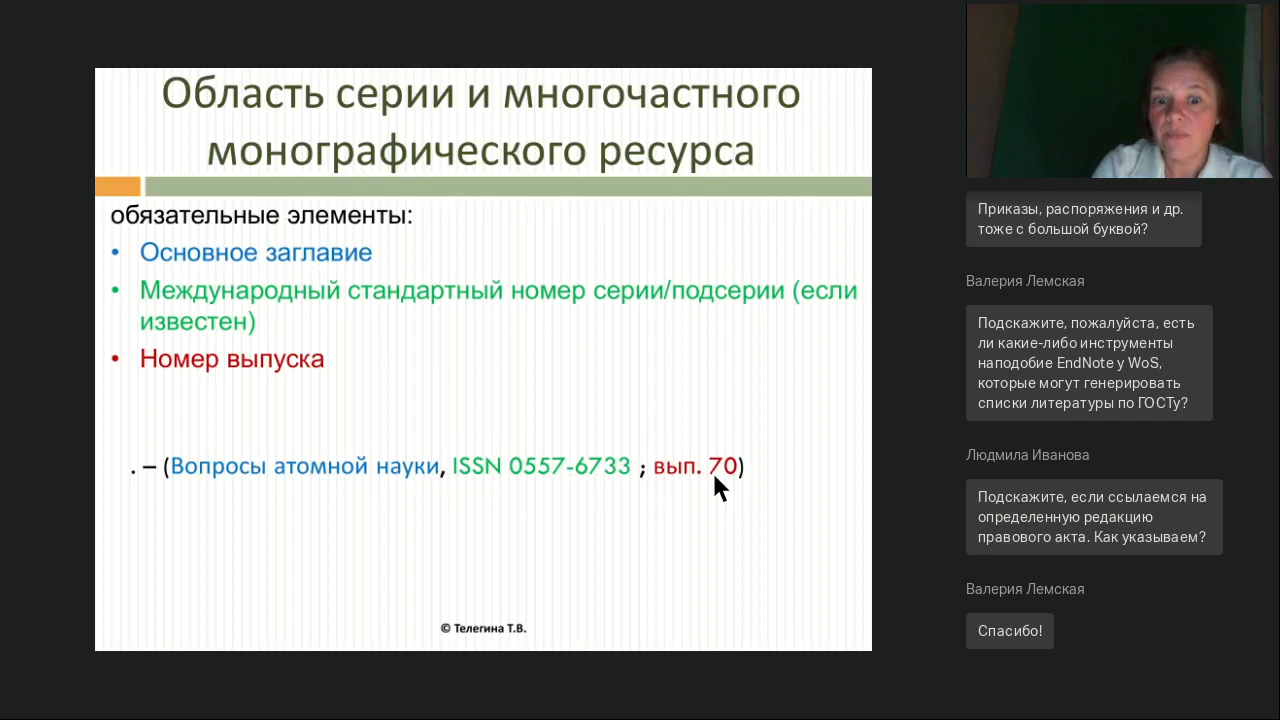 Область серии и многочастного
монографического ресурса
обязательные элементы:
• Основное заглавие
• Международный стандартный номер серии/подсерии (если
известен)
• Номер выпуска
. – (Вопросы атомной науки, ISSN 0557-6733 ; вып. 70)
© Телегина Т.В.
Приказы, распоряжения и др.
тоже с большой буквой?
Валерия Лемская
Подскажите, пожалуйста, есть
ли какие-либо инструменты
наподобие EndNote у WoS,
которые могут генерировать
списки литературы по ГОСТу?
Людмила Иванова
Подскажите, если ссылаемся на
определенную редакцию
правового акта. Как указываем?
Валерия Лемская
Спасибо!